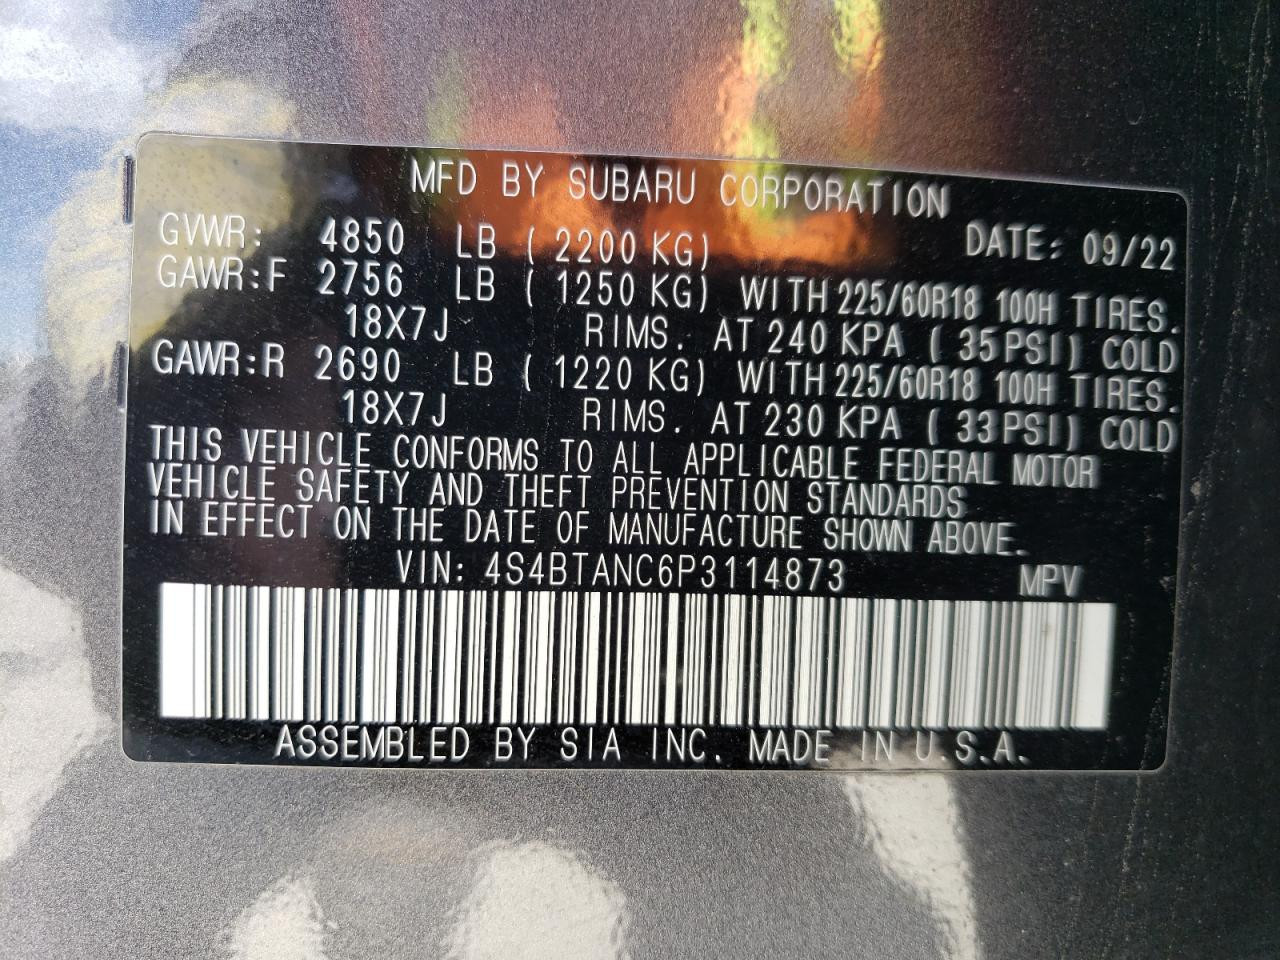 MFD BY SUBARU CORPORATION
GVWR: 4850 LB ( 2200 KG) DATE: 09/22
GAWR:F 2756 LB ( 1250 KG) WITH 225/60R18 100H TIRES.
18X7J RIMS. AT 240 KPA ( 35PSI) COLD
GAWR:R 2690 LB ( 1220 KG) WITH 225/60R18 100H TIRES.
18X7J RIMS. AT 230 KPA ( 33PSI) COLD
THIS VEHICLE CONFORMS TO ALL APPLICABLE FEDERAL MOTOR
VEHICLE SAFETY AND THEFT PREVENTION STANDARDS
IN EFFECT ON THE DATE OF MANUFACTURE SHOWN ABOVE.
VIN: 4S4BTANC6P3114873 MPV
ASSEMBLED BY SIA INC. MADE IN U.S.A.